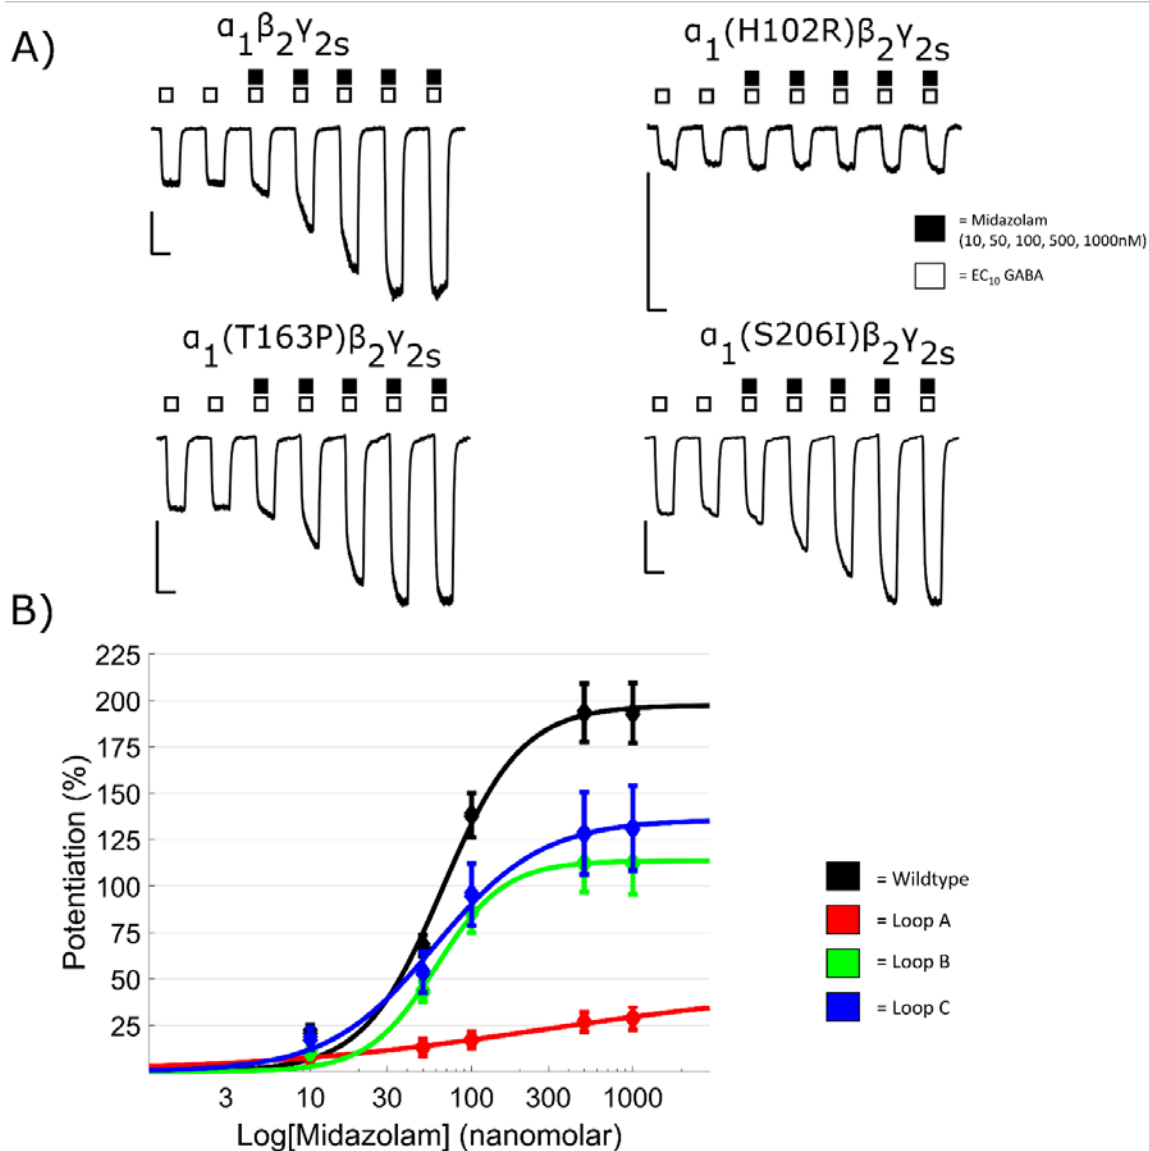 A)
α1β2γ2s
α1(H102R)β2γ2s
= Midazolam
(10, 50, 100, 500, 1000nM)
= EC10 GABA
α1(T163P)β2γ2s
α1(S206I)β2γ2s
B)
225
200
175
150
125
100
75
50
25
Potentiation (%)
3 10 30 100 300 1000
Log[Midazolam] (nanomolar)
= Wildtype
= Loop A
= Loop B
= Loop C